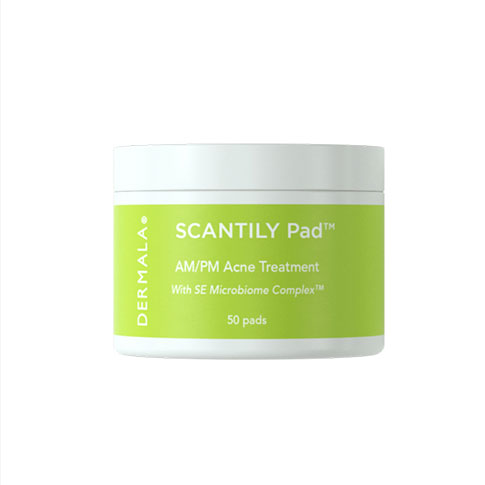 DERMALA®
SCANTILY Pad™
AM/PM Acne Treatment
With SE Microbiome Complex™
50 pads